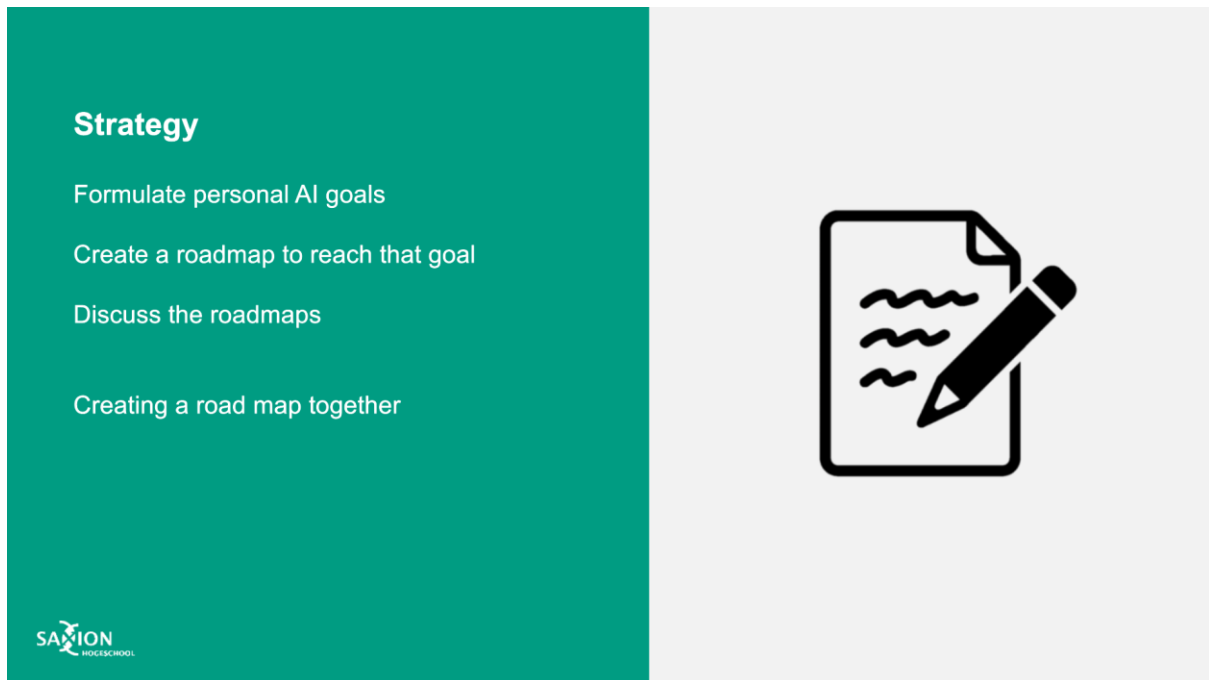 Strategy
Formulate personal AI goals
Create a roadmap to reach that goal
Discuss the roadmaps
Creating a road map together
SAXION
HOGESCHOOL